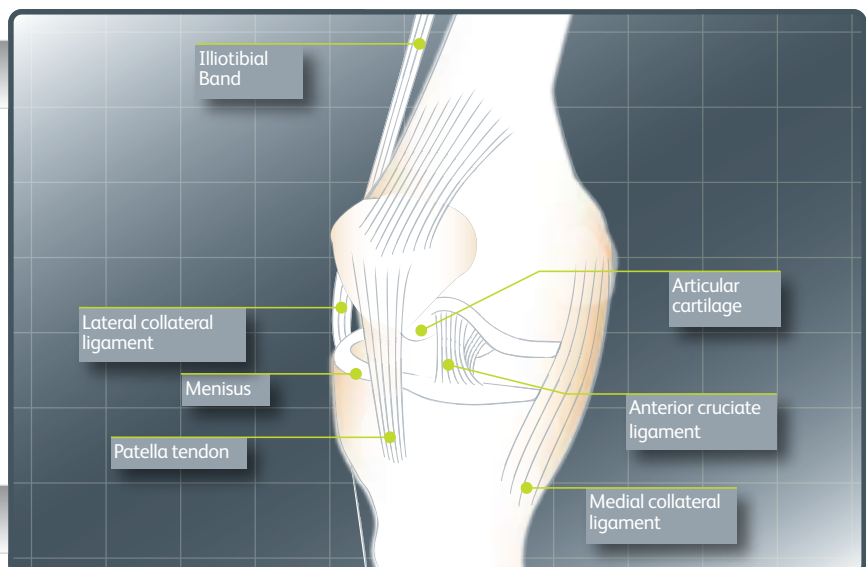 Illiotibial
Band
Lateral collateral
ligament
Menisus
Patella tendon
Articular
cartilage
Anterior cruciate
ligament
Medial collateral
ligament